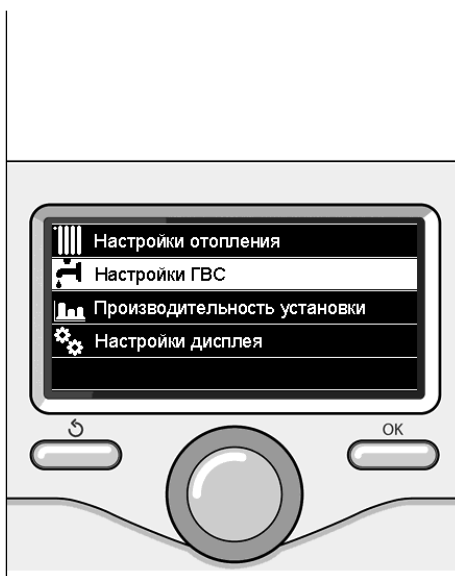 Настройки отопления
Настройки ГВС
Производительность установки
Настройки дисплея
OK